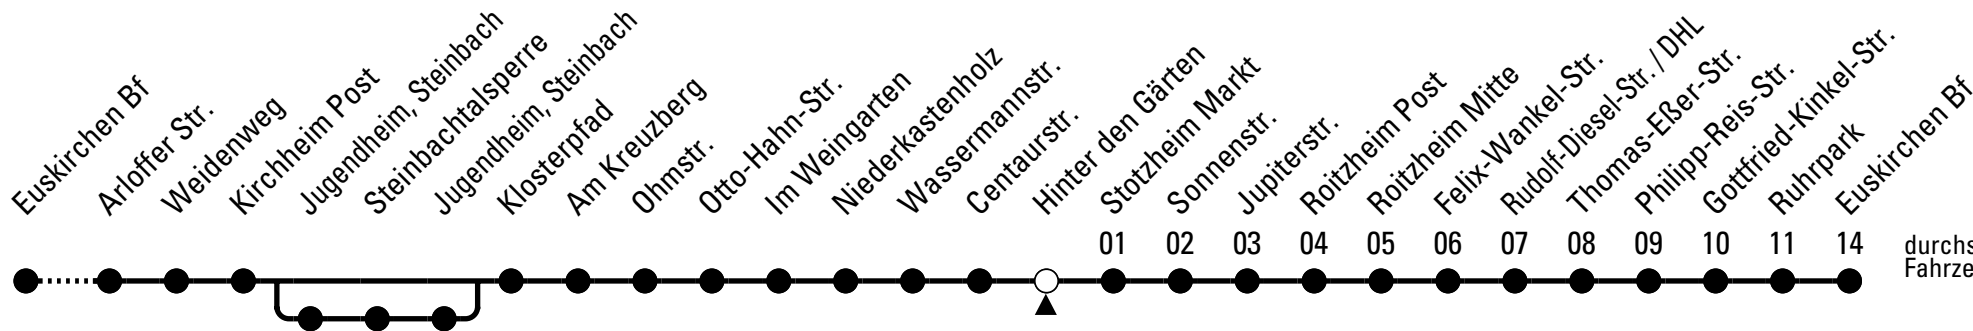 Euskirchen Bf
Arloffer Str.
Weidenweg
Kirchheim Post
Jugendheim, Steinbach
Steinbachtalsperre
Jugendheim, Steinbach
Klosterpfad
Am Kreuzberg
Ohmstr.
Otto-Hahn-Str.
Im Weingarten
Niederkastenholz
Wassermannstr.
Centaurstr.
Hinter den Gärten
Stotzheim Markt
Sonnenstr.
Jupiterstr.
Roitzheim Post
Roitzheim Mitte
Felix-Wankel-Str.
Rudolf-Diesel-Str. / DHL
Thomas-Eßer-Str.
Philipp-Reis-Str.
Gottfried-Kinkel-Str.
Ruhrpark
Euskirchen Bf
01 02 03 04 05 06 07 08 09 10 11 14
durchs
Fahrze